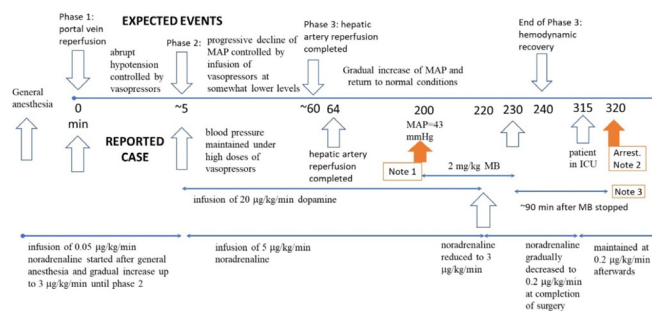 EXPECTED EVENTS
Phase 1:
portal vein
reperfusion
abrupt
hypotension
controlled by
vasopressors
Phase 2:
progressive decline of
MAP controlled by
infusion of
vasopressors at
somewhat lower levels
Phase 3: hepatic
artery reperfusion
completed
Gradual increase of MAP and
return to normal conditions
End of Phase 3:
hemodynamic
recovery
General
anesthesia
0
min
~5
~60
64
200
220
230
240
315
320
REPORTED
CASE
blood pressure
maintained under
high doses of
vasopressors
hepatic artery
reperfusion
completed
MAP=43
mmHg
Note 1
2 mg/kg MB
patient
in ICU
Arrest.
Note 2
Note 3
~90 min after MB stopped
infusion of 20 μg/kg/min dopamine
infusion of 0.05 μg/kg/min
noradrenaline started after general
anesthesia and gradual increase up
to 3 μg/kg/min until phase 2
infusion of 5 μg/kg/min
noradrenaline
noradrenaline
reduced to 3
μg/kg/min
noradrenaline
gradually
decreased to
0.2 μg/kg/min
at completion
of surgery
maintained at
0.2 μg/kg/min
afterwards